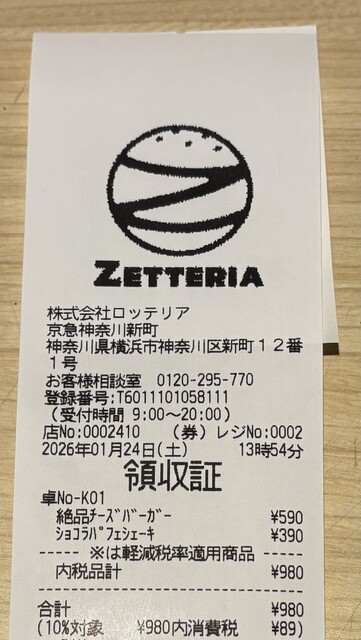 ZETTERIA
株式会社ロッテリア
京急神奈川新町
神奈川県横浜市神奈川区新町12番
1号
お客様相談室 0120-295-770
登録番号:T6011101058111
(受付時間 9:00〜20:00)
店No:0002410 (券)レジNo:0002
2026年01月24日(土) 13時54分
領収証
卓No-K01
絶品ﾁｰｽﾞﾊﾞｰｶﾞｰ ¥590
ｼｮｺﾗﾊﾟﾌｪｼｪｰｷ ¥390
------ ※は軽減税率適用商品 ------
内税品計 ¥980
合計 ¥980
(10%対象 ¥980内消費税 ¥89)